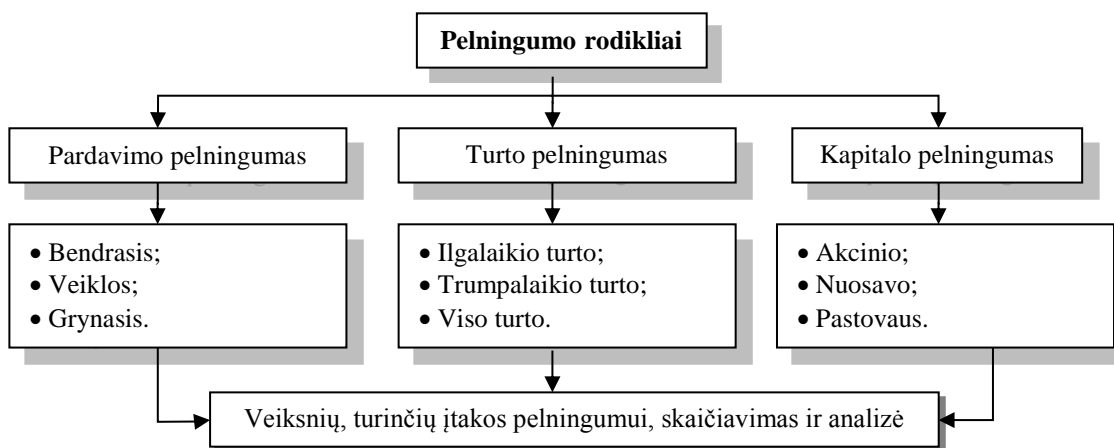 Pelningumo rodikliai
Pardavimo pelningumas
Turto pelningumas
Kapitalo pelningumas
• Bendrasis;
• Veiklos;
• Grynasis.
• Ilgalaikio turto;
• Trumpalaikio turto;
• Viso turto.
• Akcinio;
• Nuosavo;
• Pastovaus.
Veiksnių, turinčių įtakos pelningumui, skaičiavimas ir analizė